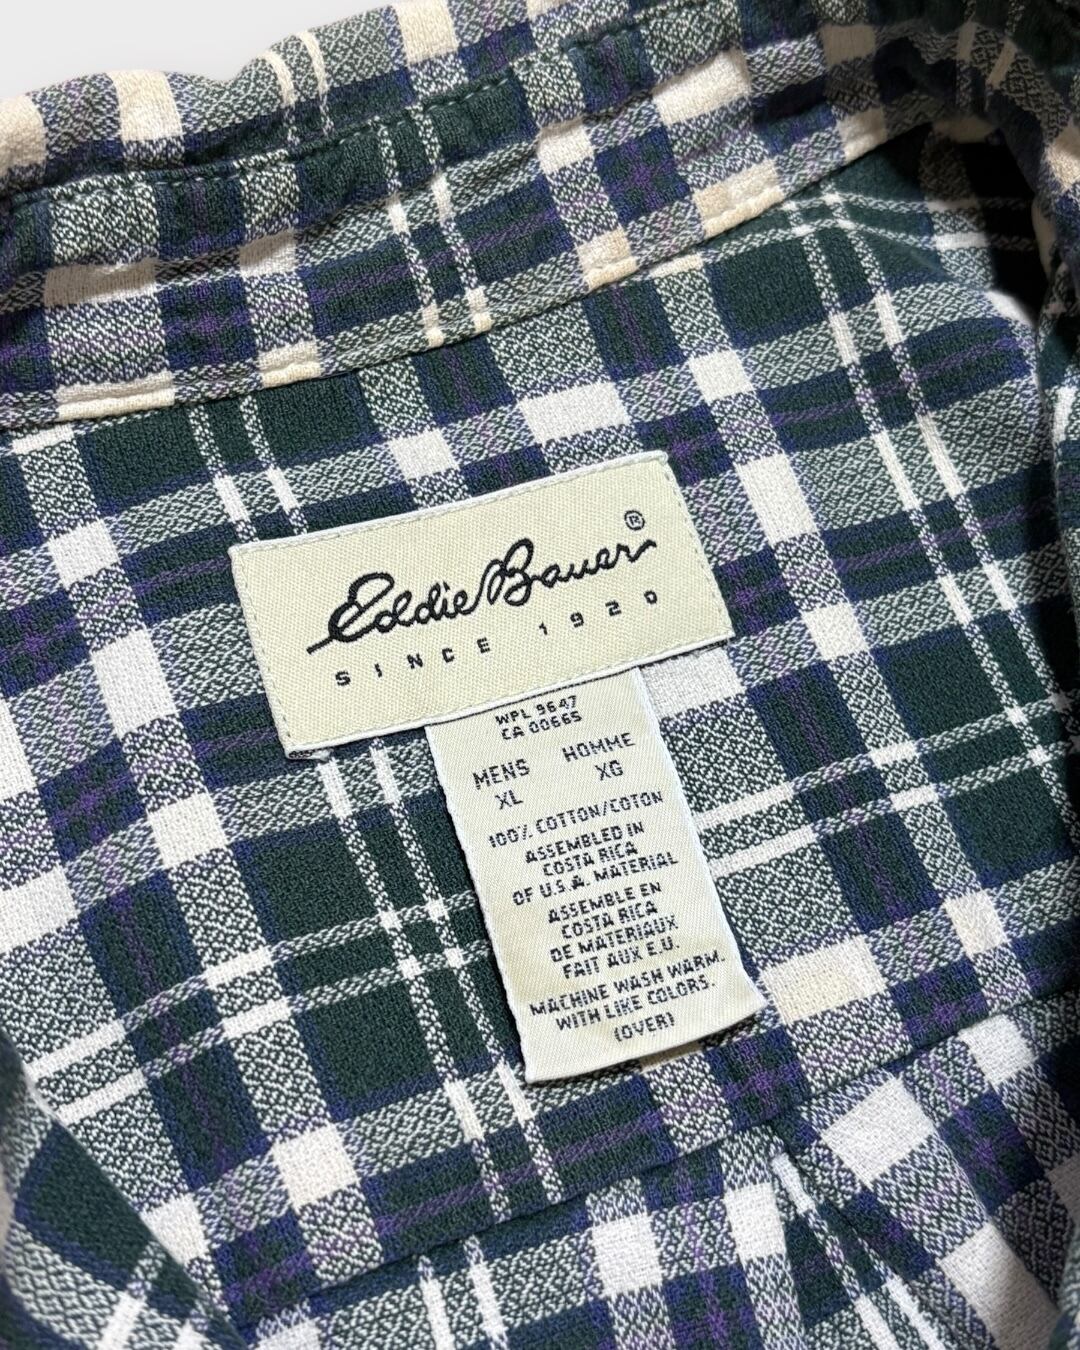 Eddie Bauer®
SINCE 1920
WPL 9647
CA 00665
MENS HOMME
XL XG
100% COTTON/COTON
ASSEMBLED IN
COSTA RICA
OF U.S.A. MATERIAL
ASSEMBLE EN
COSTA RICA
DE MATERIAUX
FAIT AUX E.U.
MACHINE WASH WARM.
WITH LIKE COLORS.
(OVER)